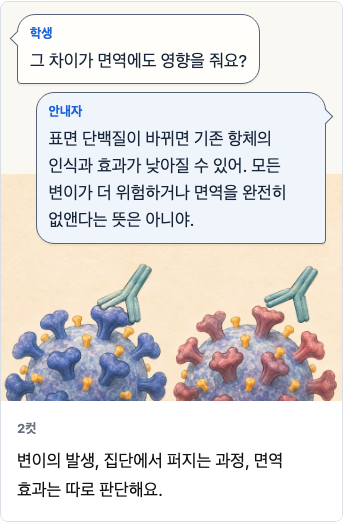 학생
그 차이가 면역에도 영향을 줘요?
안내자
표면 단백질이 바뀌면 기존 항체의
인식과 효과가 낮아질 수 있어. 모든
변이가 더 위험하거나 면역을 완전히
없앤다는 뜻은 아니야.
2컷
변이의 발생, 집단에서 퍼지는 과정, 면역
효과는 따로 판단해요.